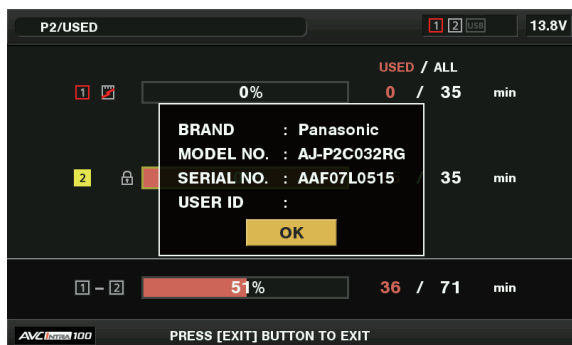 P2/USED 1 2 USB 13.8V
USED / ALL
1 0% 0 / 35 min
BRAND : Panasonic
MODEL NO. : AJ-P2C032RG
2 SERIAL NO. : AAF07L0515 / 35 min
USER ID :
OK
1 – 2 51% 36 / 71 min
AVC INTRA 100 PRESS [EXIT] BUTTON TO EXIT